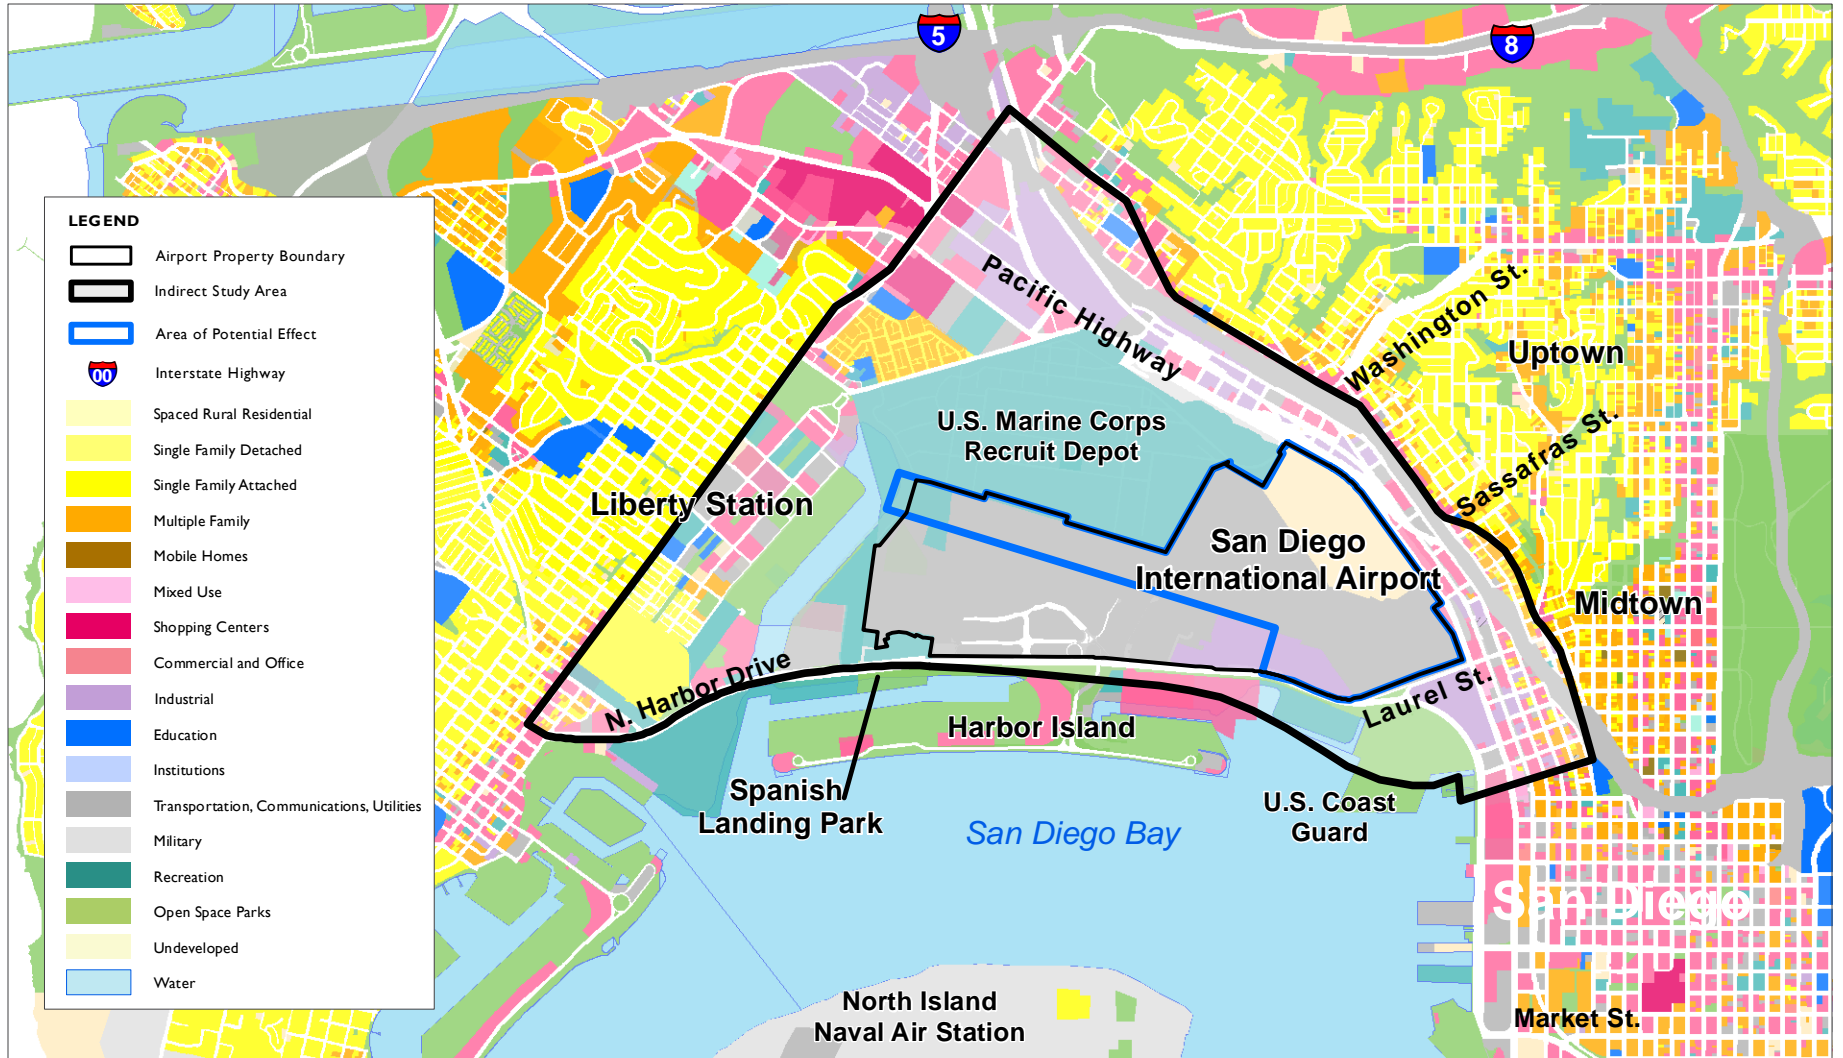 5
8
LEGEND
Airport Property Boundary
Indirect Study Area
Area of Potential Effect
00
Interstate Highway
Spaced Rural Residential
Single Family Detached
Single Family Attached
Multiple Family
Mobile Homes
Mixed Use
Shopping Centers
Commercial and Office
Industrial
Education
Institutions
Transportation, Communications, Utilities
Military
Recreation
Open Space Parks
Undeveloped
Water
Pacific Highway
Washington St.
Uptown
Sassafras St.
U.S. Marine Corps
Recruit Depot
Liberty Station
San Diego
International Airport
Midtown
N. Harbor Drive
Laurel St.
Harbor Island
Spanish
Landing Park
U.S. Coast
Guard
San Diego Bay
San Diego
North Island
Naval Air Station
Market St.